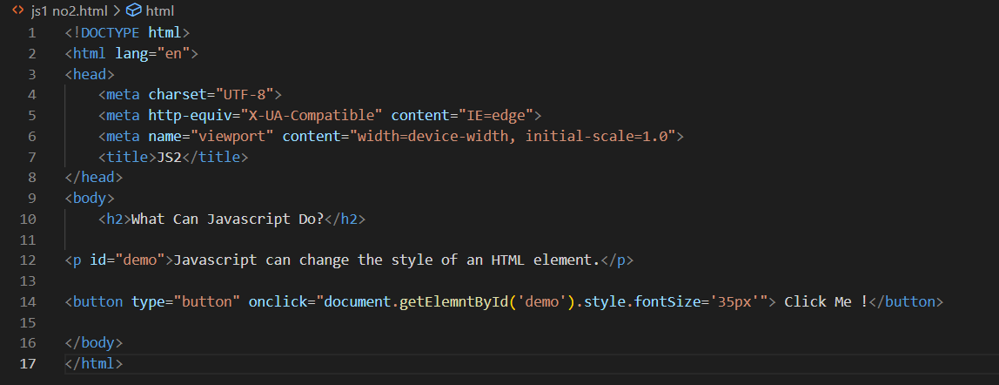 js1 no2.html > html
1 <!DOCTYPE html>
2 <html lang="en">
3 <head>
4     <meta charset="UTF-8">
5     <meta http-equiv="X-UA-Compatible" content="IE=edge">
6     <meta name="viewport" content="width=device-width, initial-scale=1.0">
7     <title>JS2</title>
8 </head>
9 <body>
10     <h2>What Can Javascript Do?</h2>
11
12 <p id="demo">Javascript can change the style of an HTML element.</p>
13
14 <button type="button" onclick="document.getElemntById('demo').style.fontSize='35px'"> Click Me !</button>
15
16 </body>
17 </html>